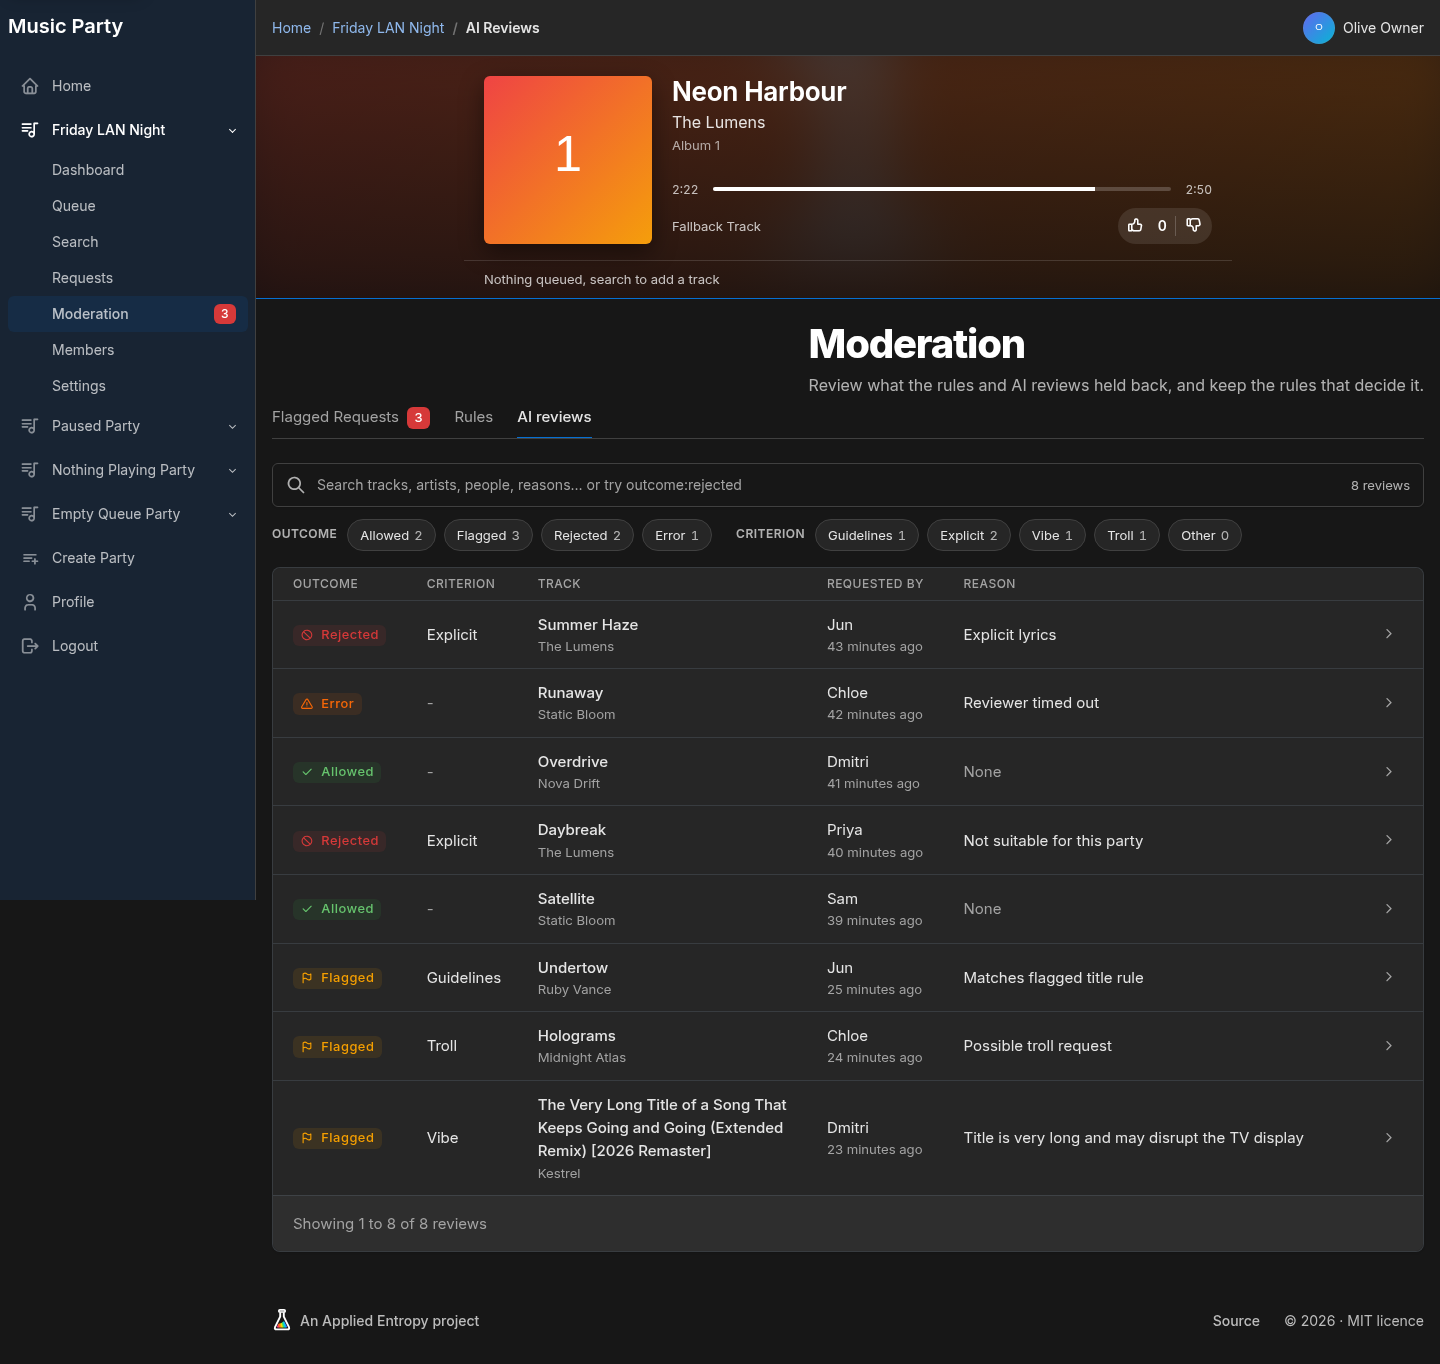 Music Party
Home
Friday LAN Night
Dashboard
Queue
Search
Requests
Moderation 3
Members
Settings
Paused Party
Nothing Playing Party
Empty Queue Party
Create Party
Profile
Logout
Home / Friday LAN Night / AI Reviews
O Olive Owner
1
Neon Harbour
The Lumens
Album 1
2:22 2:50
Fallback Track 0
Nothing queued, search to add a track
Moderation
Review what the rules and AI reviews held back, and keep the rules that decide it.
Flagged Requests 3 Rules AI reviews
Search tracks, artists, people, reasons... or try outcome:rejected 8 reviews
OUTCOME Allowed 2 Flagged 3 Rejected 2 Error 1 CRITERION Guidelines 1 Explicit 2 Vibe 1 Troll 1 Other 0
OUTCOME CRITERION TRACK REQUESTED BY REASON
Rejected Explicit Summer Haze Jun Explicit lyrics
The Lumens 43 minutes ago
Error - Runaway Chloe Reviewer timed out
Static Bloom 42 minutes ago
Allowed - Overdrive Dmitri None
Nova Drift 41 minutes ago
Rejected Explicit Daybreak Priya Not suitable for this party
The Lumens 40 minutes ago
Allowed - Satellite Sam None
Static Bloom 39 minutes ago
Flagged Guidelines Undertow Jun Matches flagged title rule
Ruby Vance 25 minutes ago
Flagged Troll Holograms Chloe Possible troll request
Midnight Atlas 24 minutes ago
Flagged Vibe The Very Long Title of a Song That
Keeps Going and Going (Extended
Remix) [2026 Remaster]
Kestrel
Dmitri
23 minutes ago
Title is very long and may disrupt the TV display
Showing 1 to 8 of 8 reviews
An Applied Entropy project
Source © 2026 · MIT licence